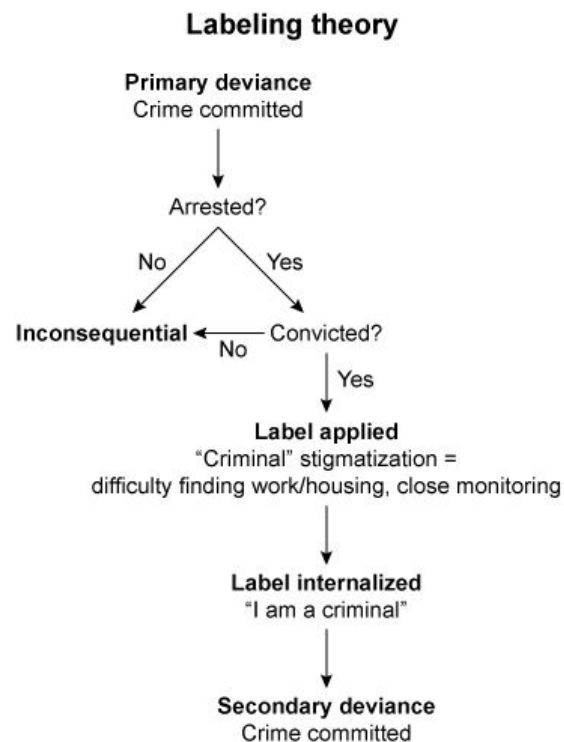 Labeling theory
Primary deviance
Crime committed
Arrested?
No
Yes
Inconsequential
No
Convicted?
Yes
Label applied
“Criminal” stigmatization =
difficulty finding work/housing, close monitoring
Label internalized
“I am a criminal”
Secondary deviance
Crime committed